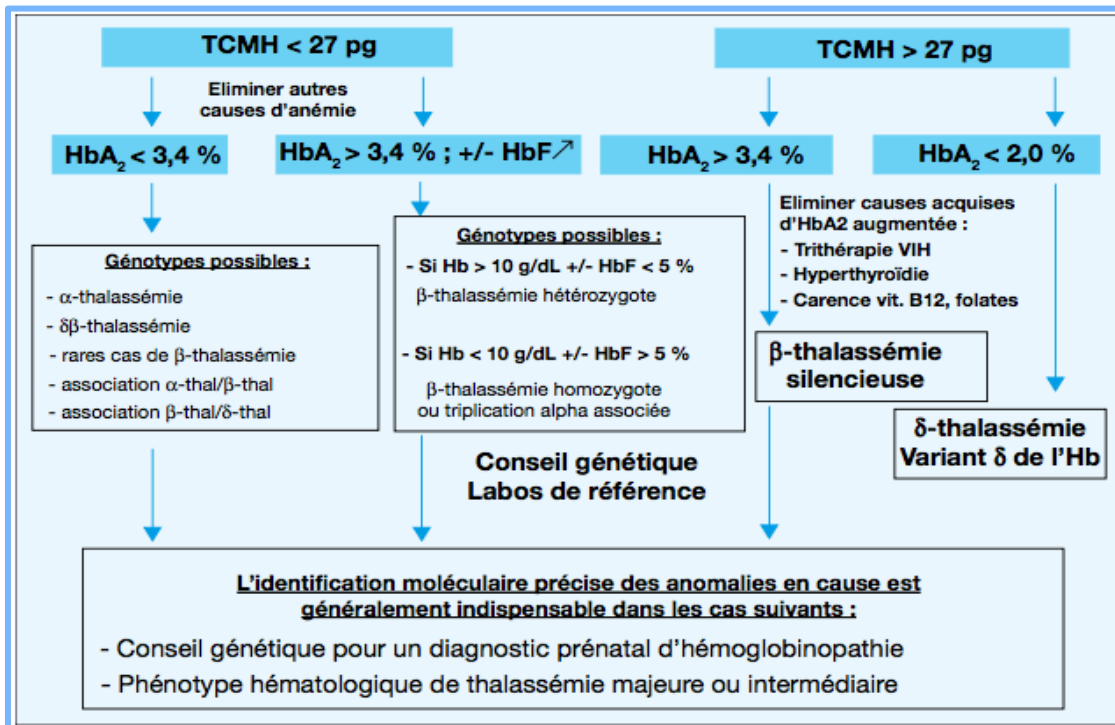 TCMH < 27 pg
TCMH > 27 pg
Eliminer autres
causes d'anémie
HbA2 < 3,4 %
HbA2 > 3,4 % ; +/- HbF↗
HbA2 > 3,4 %
HbA2 < 2,0 %
Génotypes possibles :
- α-thalassémie
- δβ-thalassémie
- rares cas de β-thalassémie
- association α-thal/β-thal
- association β-thal/δ-thal
Génotypes possibles :
- Si Hb > 10 g/dL +/- HbF < 5 %
β-thalassémie hétérozygote
- Si Hb < 10 g/dL +/- HbF > 5 %
β-thalassémie homozygote
ou triplication alpha associée
Eliminer causes acquises
d'HbA2 augmentée :
- Trithérapie VIH
- Hyperthyroïdie
- Carence vit. B12, folates
β-thalassémie
silencieuse
δ-thalassémie
Variant δ de l'Hb
Conseil génétique
Labos de référence
L'identification moléculaire précise des anomalies en cause est
généralement indispensable dans les cas suivants :
- Conseil génétique pour un diagnostic prénatal d'hémoglobinopathie
- Phénotype hématologique de thalassémie majeure ou intermédiaire